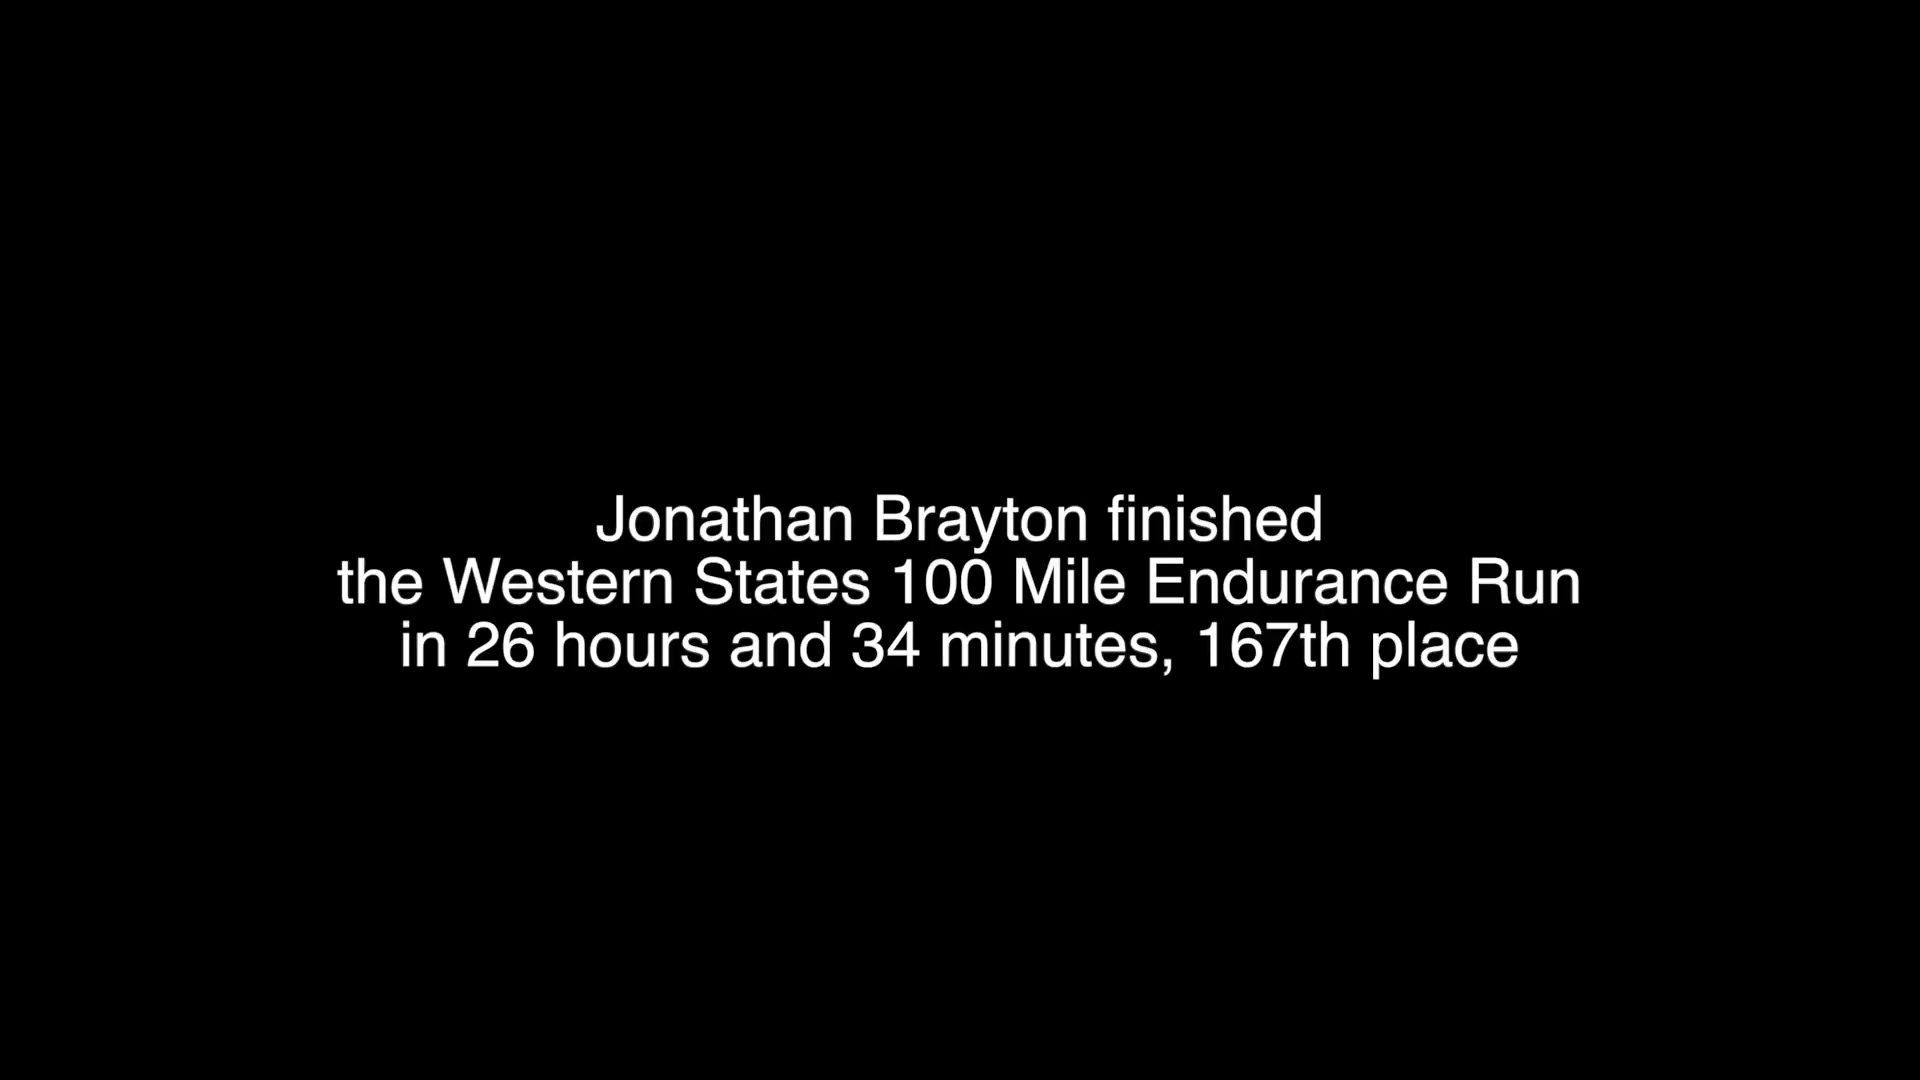 Jonathan Brayton finished
the Western States 100 Mile Endurance Run
in 26 hours and 34 minutes, 167th place